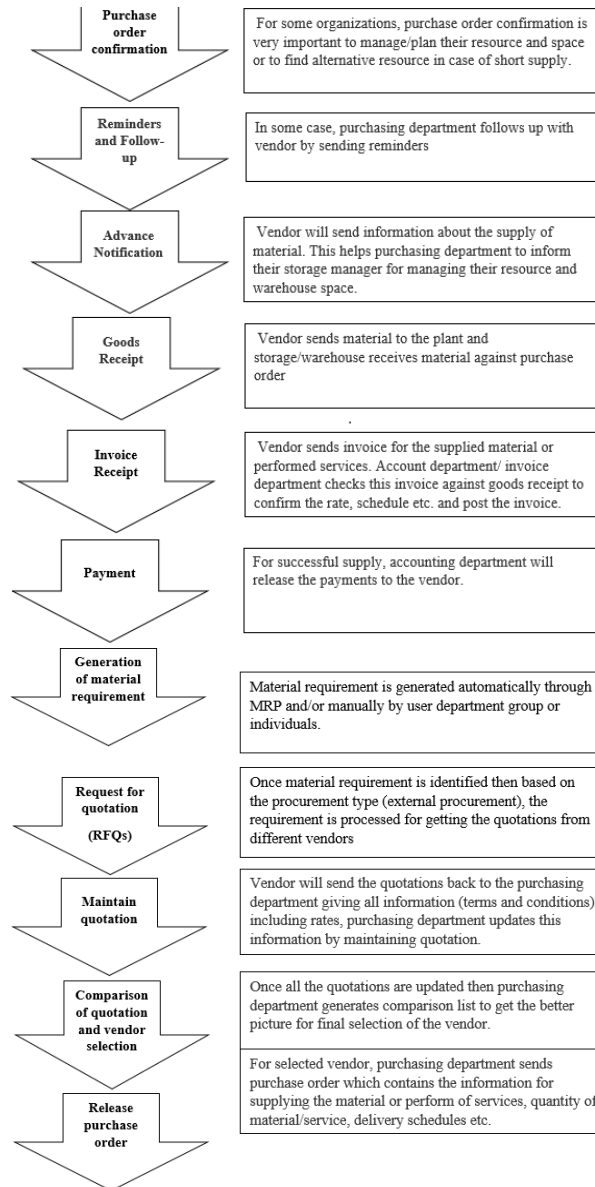 Purchase
order
confirmation
For some organizations, purchase order confirmation is
very important to manage/plan their resource and space
or to find alternative resource in case of short supply.
Reminders
and Follow-
up
In some case, purchasing department follows up with
vendor by sending reminders
Advance
Notification
Vendor will send information about the supply of
material. This helps purchasing department to inform
their storage manager for managing their resource and
warehouse space.
Goods
Receipt
Vendor sends material to the plant and
storage/warehouse receives material against purchase
order
.
Invoice
Receipt
Vendor sends invoice for the supplied material or
performed services. Account department/ invoice
department checks this invoice against goods receipt to
confirm the rate, schedule etc. and post the invoice.
Payment
For successful supply, accounting department will
release the payments to the vendor.
Generation
of material
requirement
Material requirement is generated automatically through
MRP and/or manually by user department group or
individuals.
Request for
quotation
(RFQs)
Once material requirement is identified then based on
the procurement type (external procurement), the
requirement is processed for getting the quotations from
different vendors
Maintain
quotation
Vendor will send the quotations back to the purchasing
department giving all information (terms and conditions)
including rates, purchasing department updates this
information by maintaining quotation.
Comparison
of quotation
and vendor
selection
Once all the quotations are updated then purchasing
department generates comparison list to get the better
picture for final selection of the vendor.
Release
purchase
order
For selected vendor, purchasing department sends
purchase order which contains the information for
supplying the material or perform of services, quantity of
material/service, delivery schedules etc.